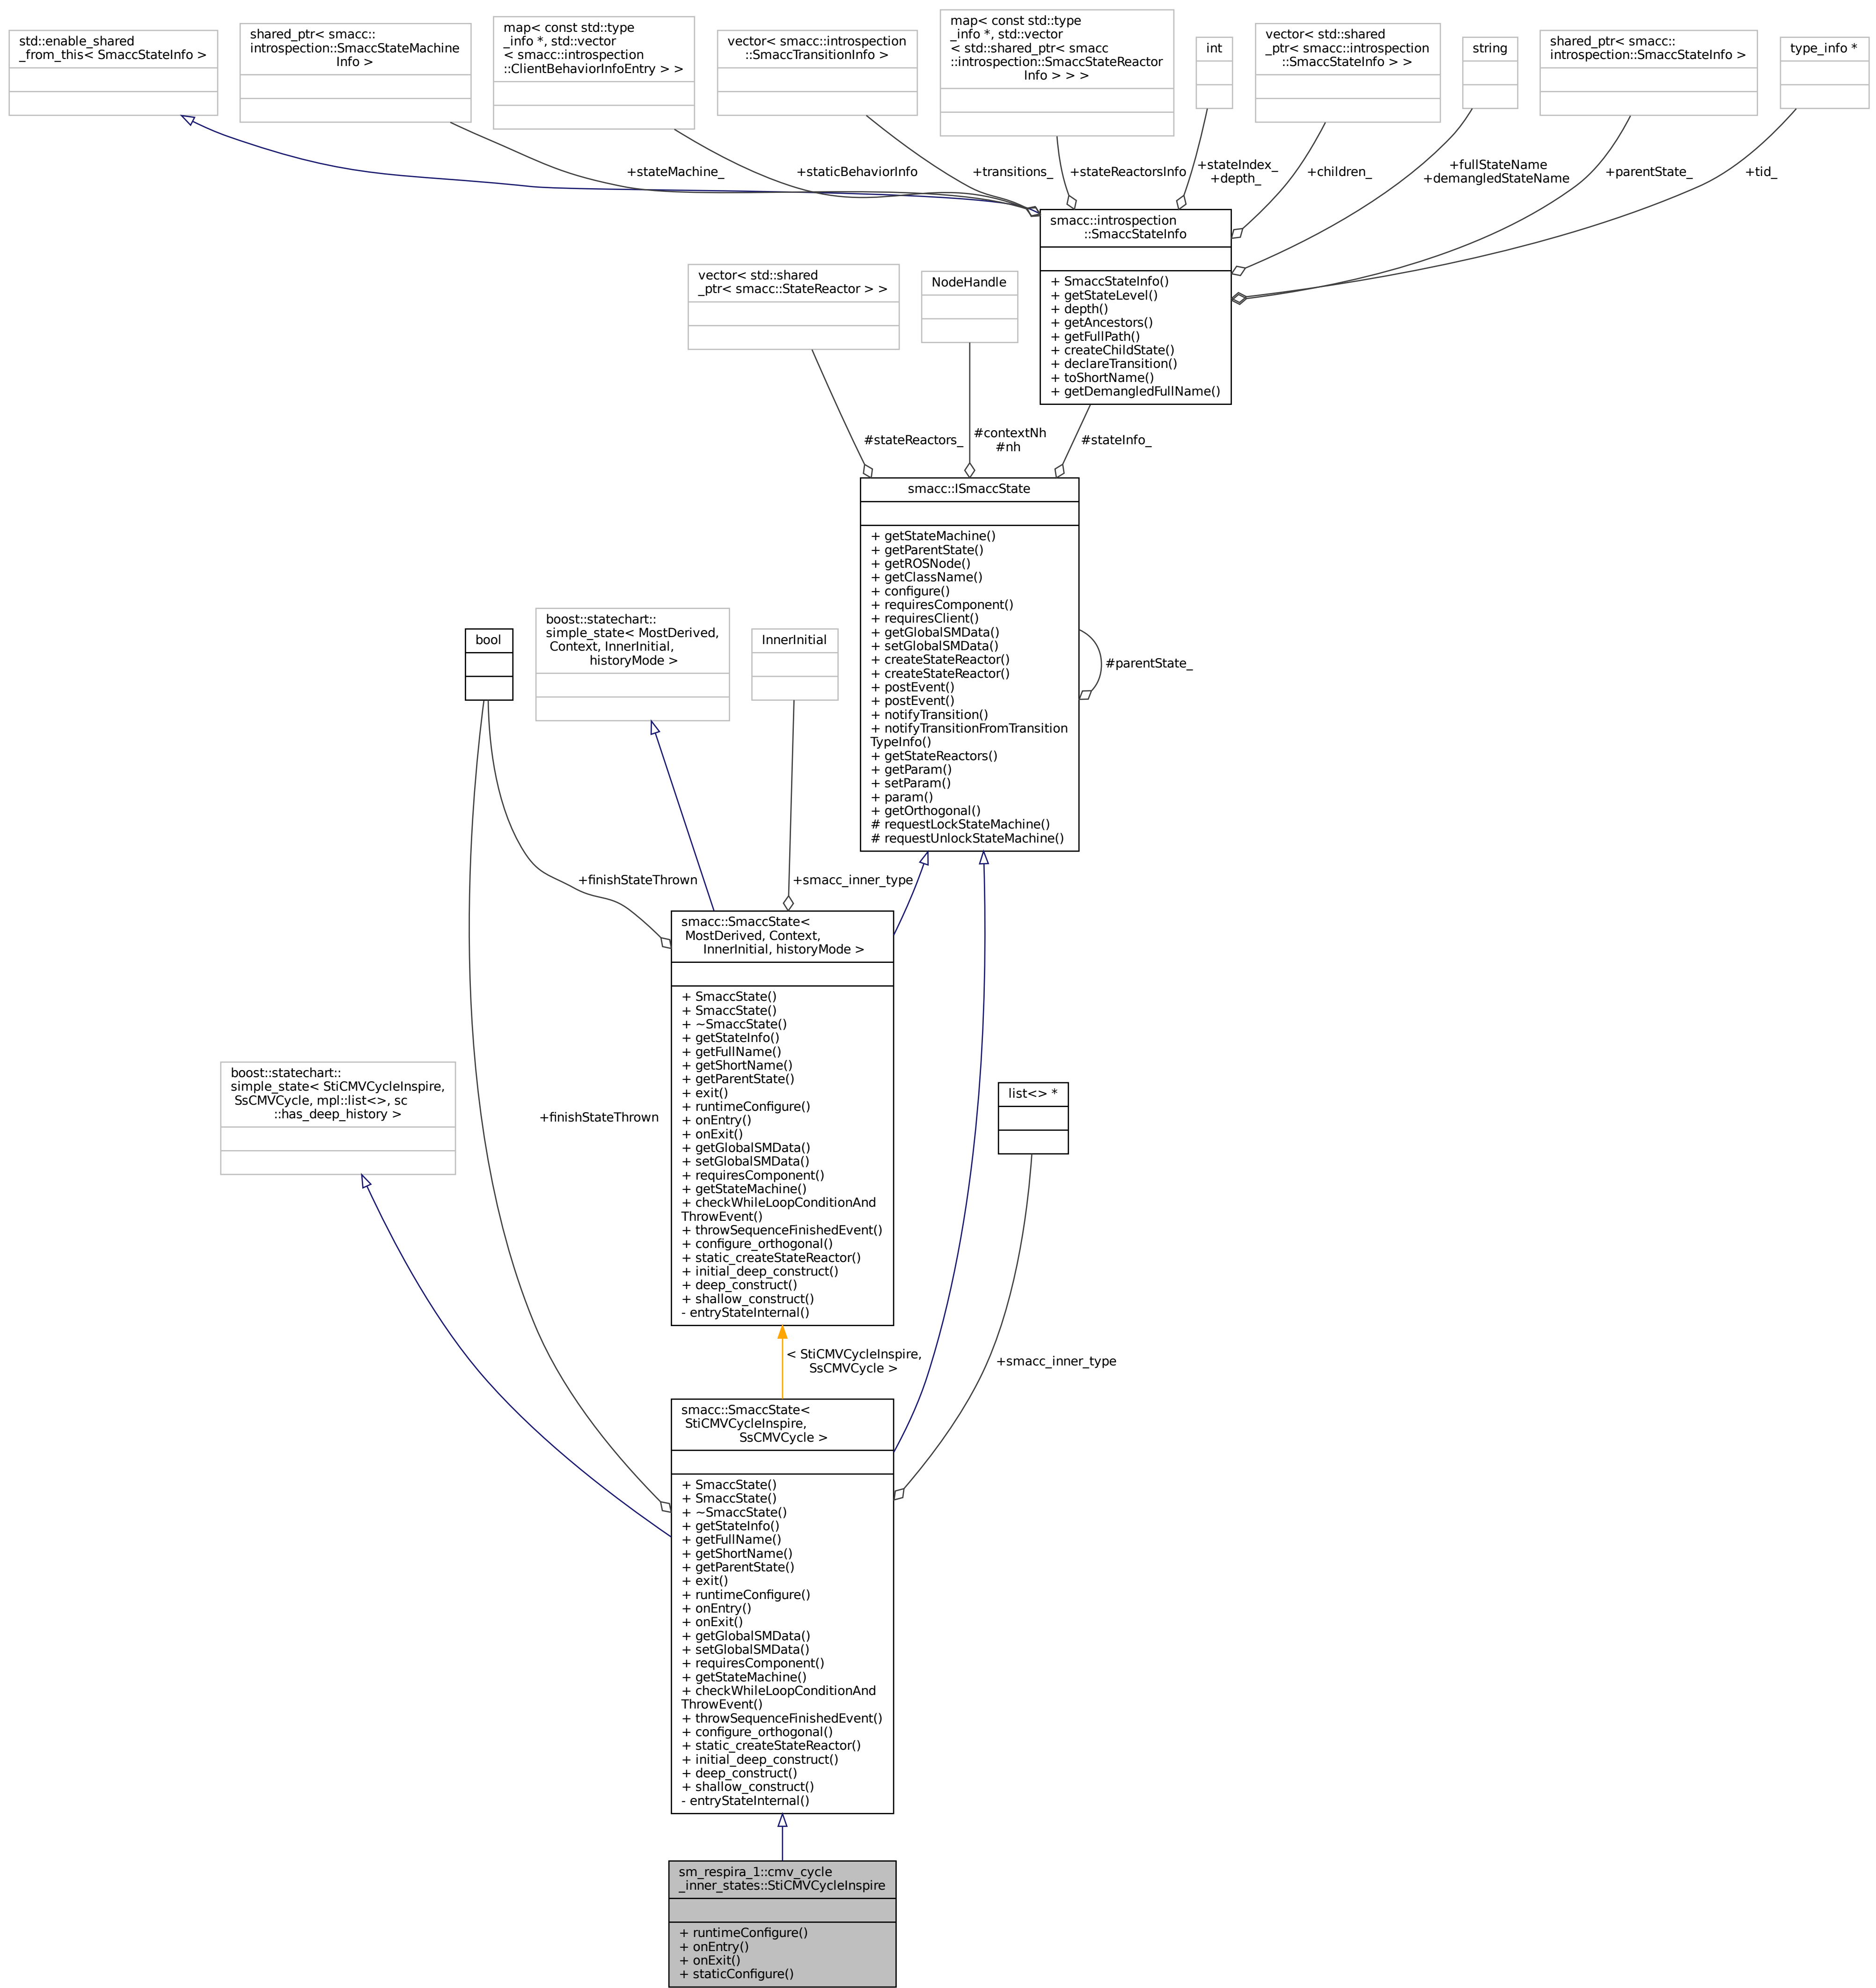 std::enable_shared
_from_this< SmaccStateInfo >
shared_ptr< smacc::
introspection::SmaccStateMachine
Info >
map< const std::type
_info *, std::vector
< smacc::introspection
::ClientBehaviorInfoEntry > >
vector< smacc::introspection
::SmaccTransitionInfo >
map< const std::type
_info *, std::vector
< std::shared_ptr< smacc
::introspection::SmaccStateReactor
Info > > >
int
vector< std::shared
_ptr< smacc::introspection
::SmaccStateInfo > >
string
shared_ptr< smacc::
introspection::SmaccStateInfo >
type_info *
+stateMachine_
+staticBehaviorInfo
+transitions_
+stateReactorsInfo
+stateIndex_
+depth_
+children_
+fullStateName
+demangledStateName
+parentState_
+tid_
smacc::introspection
::SmaccStateInfo
+ SmaccStateInfo()
+ getStateLevel()
+ depth()
+ getAncestors()
+ getFullPath()
+ createChildState()
+ declareTransition()
+ toShortName()
+ getDemangledFullName()
vector< std::shared
_ptr< smacc::StateReactor > >
NodeHandle
#stateReactors_
#contextNh
#nh
#stateInfo_
smacc::ISmaccState
+ getStateMachine()
+ getParentState()
+ getROSNode()
+ getClassName()
+ configure()
+ requiresComponent()
+ requiresClient()
+ getGlobalSMData()
+ setGlobalSMData()
+ createStateReactor()
+ createStateReactor()
+ postEvent()
+ postEvent()
+ notifyTransition()
+ notifyTransitionFromTransition
TypeInfo()
+ getStateReactors()
+ getParam()
+ setParam()
+ param()
+ getOrthogonal()
# requestLockStateMachine()
# requestUnlockStateMachine()
#parentState_
bool
boost::statechart::
simple_state< MostDerived,
Context, InnerInitial,
historyMode >
InnerInitial
+finishStateThrown
+smacc_inner_type
smacc::SmaccState<
MostDerived, Context,
InnerInitial, historyMode >
+ SmaccState()
+ SmaccState()
+ ~SmaccState()
+ getStateInfo()
+ getFullName()
+ getShortName()
+ getParentState()
+ exit()
+ runtimeConfigure()
+ onEntry()
+ onExit()
+ getGlobalSMData()
+ setGlobalSMData()
+ requiresComponent()
+ getStateMachine()
+ checkWhileLoopConditionAnd
ThrowEvent()
+ throwSequenceFinishedEvent()
+ configure_orthogonal()
+ static_createStateReactor()
+ initial_deep_construct()
+ deep_construct()
+ shallow_construct()
- entryStateInternal()
boost::statechart::
simple_state< StiCMVCycleInspire,
SsCMVCycle, mpl::list<>, sc
::has_deep_history >
+finishStateThrown
list<> *
< StiCMVCycleInspire,
SsCMVCycle >
+smacc_inner_type
smacc::SmaccState<
StiCMVCycleInspire,
SsCMVCycle >
+ SmaccState()
+ SmaccState()
+ ~SmaccState()
+ getStateInfo()
+ getFullName()
+ getShortName()
+ getParentState()
+ exit()
+ runtimeConfigure()
+ onEntry()
+ onExit()
+ getGlobalSMData()
+ setGlobalSMData()
+ requiresComponent()
+ getStateMachine()
+ checkWhileLoopConditionAnd
ThrowEvent()
+ throwSequenceFinishedEvent()
+ configure_orthogonal()
+ static_createStateReactor()
+ initial_deep_construct()
+ deep_construct()
+ shallow_construct()
- entryStateInternal()
sm_respira_1::cmv_cycle
_inner_states::StiCMVCycleInspire
+ runtimeConfigure()
+ onEntry()
+ onExit()
+ staticConfigure()